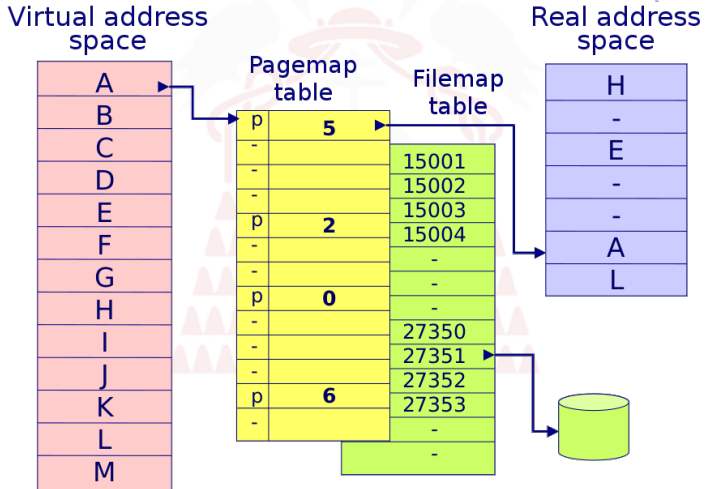 Virtual address
space
A
B
C
D
E
F
G
H
I
J
K
L
M
Pagemap
table
p 5
-
-
-
p 2
-
-
p 0
-
-
-
p 6
-
Filemap
table
15001
15002
15003
15004
-
-
-
27350
27351
27352
27353
-
-
Real address
space
H
-
E
-
-
A
L